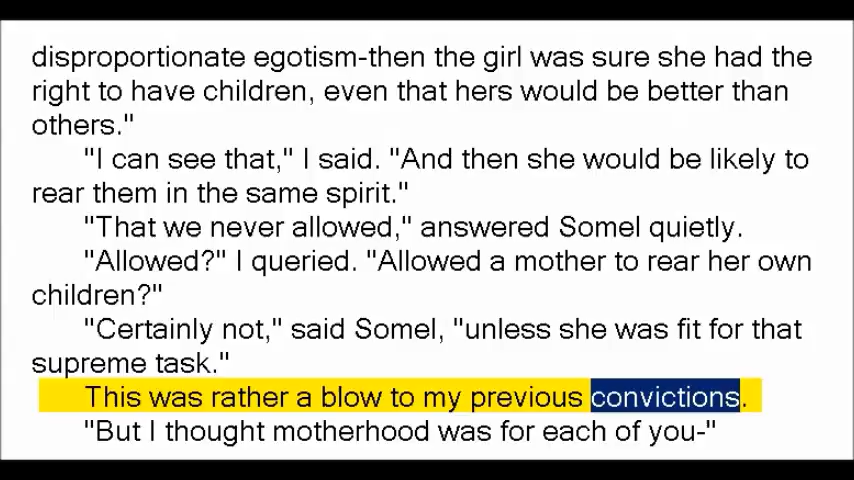 disproportionate egotism-then the girl was sure she had the
right to have children, even that hers would be better than
others."
"I can see that," I said. "And then she would be likely to
rear them in the same spirit."
"That we never allowed," answered Somel quietly.
"Allowed?" I queried. "Allowed a mother to rear her own
children?"
"Certainly not," said Somel, "unless she was fit for that
supreme task."
This was rather a blow to my previous convictions.
"But I thought motherhood was for each of you-"